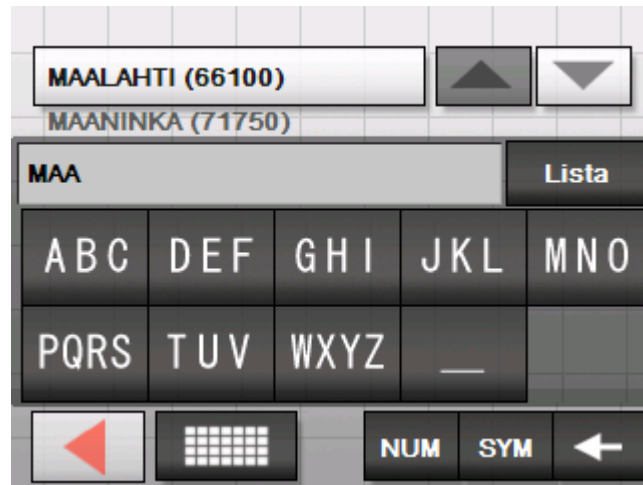 MAALAHTI (66100)
MAANINKA (71750)
MAA Lista
ABC DEF GHI JKL MNO
PQRS TUV WXYZ _
NUM SYM